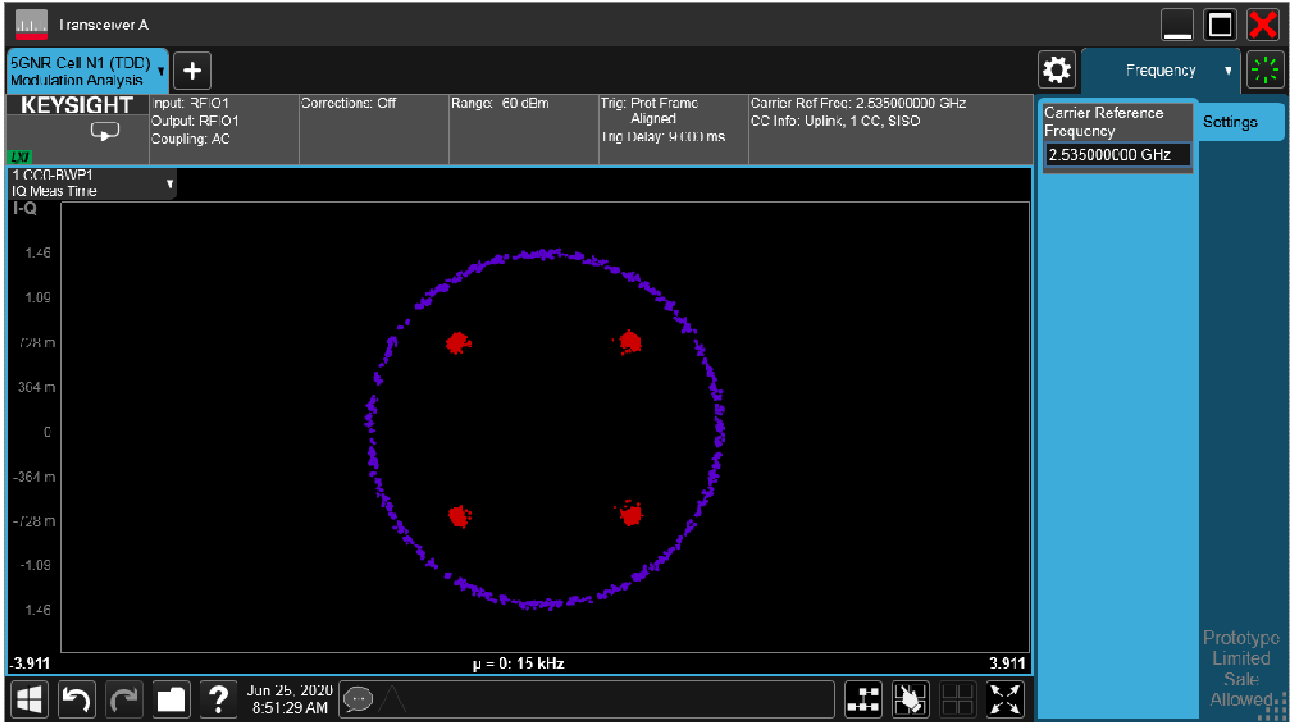 Transceiver A
5GNR Cell N1 (TDD)
Modulation Analysis
Frequency
KEYSIGHT
LXI
Input: RFIO1
Output: RFIO1
Coupling: AC
Corrections: Off
Range: -60 dBm
Trig: Prot Frame
Aligned
Trig Delay: 9.000 ms
Carrier Ref Freq: 2.535000000 GHz
CC Info: Uplink, 1 CC, SISO
Carrier Reference
Frequency
2.535000000 GHz
Settings
1 CC0-BWP1
IQ Meas Time
I-Q
1.46
1.09
728 m
364 m
0
-364 m
-728 m
-1.09
1.46
-3.911
µ = 0: 15 kHz
3.911
Prototype
Limited
Sale
Allowed
Jun 25, 2020
8:51:29 AM